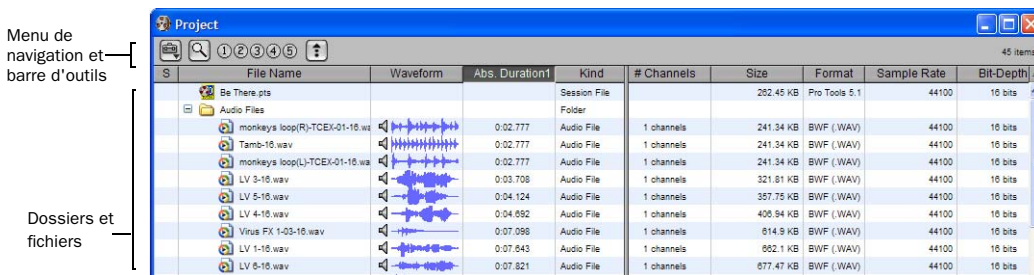 Project
Menu de
navigation et
barre d'outils
1 2 3 4 5
45 items
S File Name Waveform Abs. Duration1 Kind # Channels Size Format Sample Rate Bit-Depth
Be There.pts Session File 262.45 KB Pro Tools 5.1 44100 16 bits
Audio Files Folder
monkeys loop(R)-TCEX-01-16.wa 0:02.777 Audio File 1 channels 241.34 KB BWF (.WAV) 44100 16 bits
Tamb-16.wav 0:02.777 Audio File 1 channels 241.34 KB BWF (.WAV) 44100 16 bits
monkeys loop(L)-TCEX-01-16.wa 0:02.777 Audio File 1 channels 241.34 KB BWF (.WAV) 44100 16 bits
LV 3-16.wav 0:03.708 Audio File 1 channels 321.81 KB BWF (.WAV) 44100 16 bits
LV 5-16.wav 0:04.124 Audio File 1 channels 357.75 KB BWF (.WAV) 44100 16 bits
LV 4-16.wav 0:04.692 Audio File 1 channels 406.94 KB BWF (.WAV) 44100 16 bits
Dossiers et
fichiers
Virus FX 1-03-16.wav 0:07.098 Audio File 1 channels 614.9 KB BWF (.WAV) 44100 16 bits
LV 1-16.wav 0:07.643 Audio File 1 channels 662.1 KB BWF (.WAV) 44100 16 bits
LV 6-16.wav 0:07.821 Audio File 1 channels 677.47 KB BWF (.WAV) 44100 16 bits